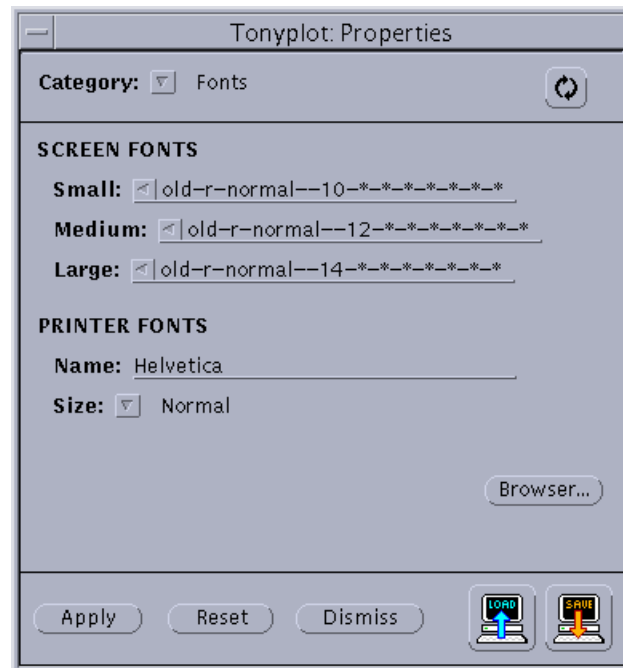 Tonyplot: Properties
Category: Fonts
SCREEN FONTS
Small: old-r-normal--10-*-*-*-*-*-*-*
Medium: old-r-normal--12-*-*-*-*-*-*-*
Large: old-r-normal--14-*-*-*-*-*-*-*
PRINTER FONTS
Name: Helvetica
Size: Normal
Browser...
Apply Reset Dismiss LOAD SAVE